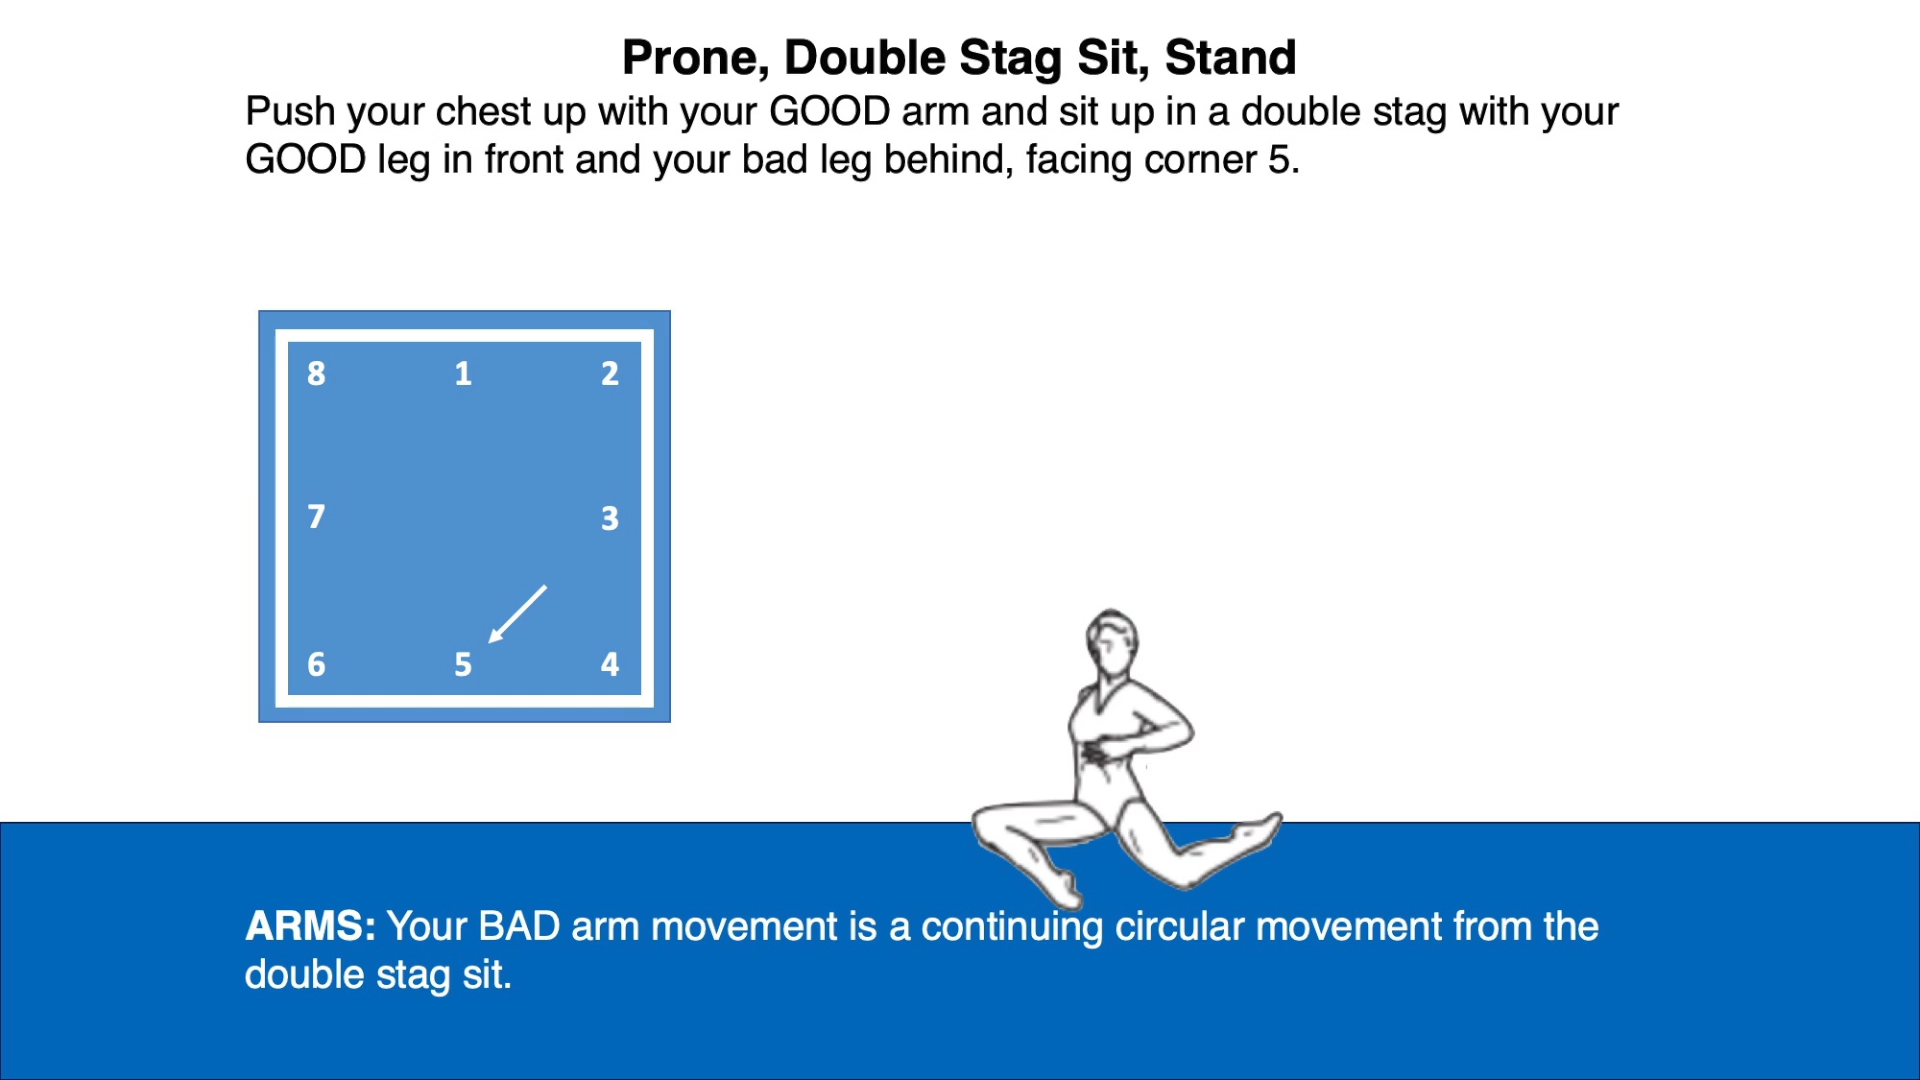 Prone, Double Stag Sit, Stand
Push your chest up with your GOOD arm and sit up in a double stag with your
GOOD leg in front and your bad leg behind, facing corner 5.
8 1 2
7 3
6 5 4
ARMS: Your BAD arm movement is a continuing circular movement from the
double stag sit.